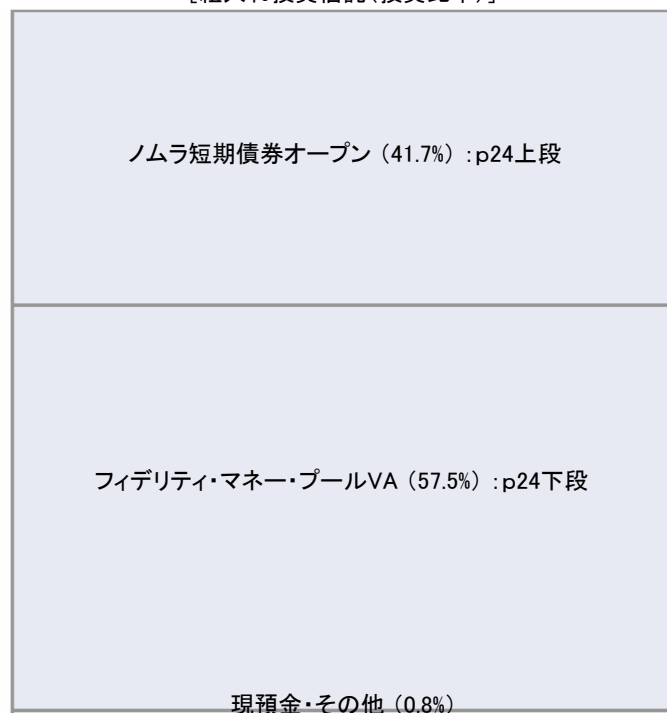 ノムラ短期債券オープン (41.7%) :p24上段
フィデリティ・マネー・プールVA (57.5%) :p24下段
現預金・その他 (0.8%)